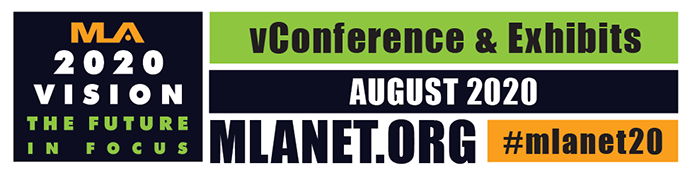 MLA
2020
VISION
THE FUTURE
IN FOCUS
vConference & Exhibits
AUGUST 2020
MLANET.ORG
#mlanet20